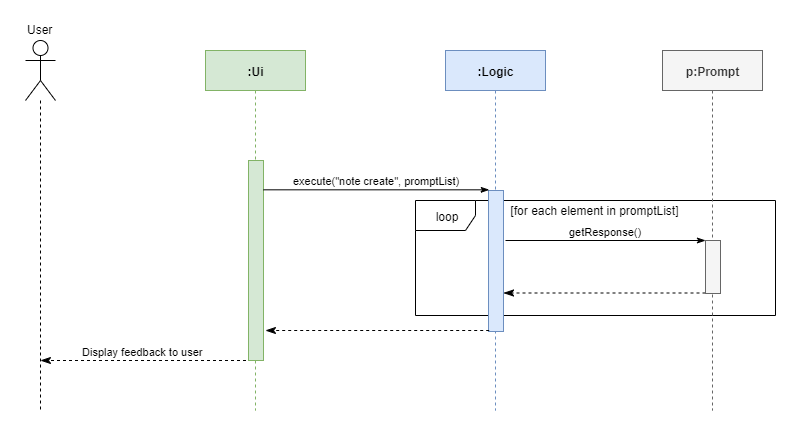 User
:Ui
:Logic
p:Prompt
execute("note create", promptList)
loop
[for each element in promptList]
getResponse()
Display feedback to user